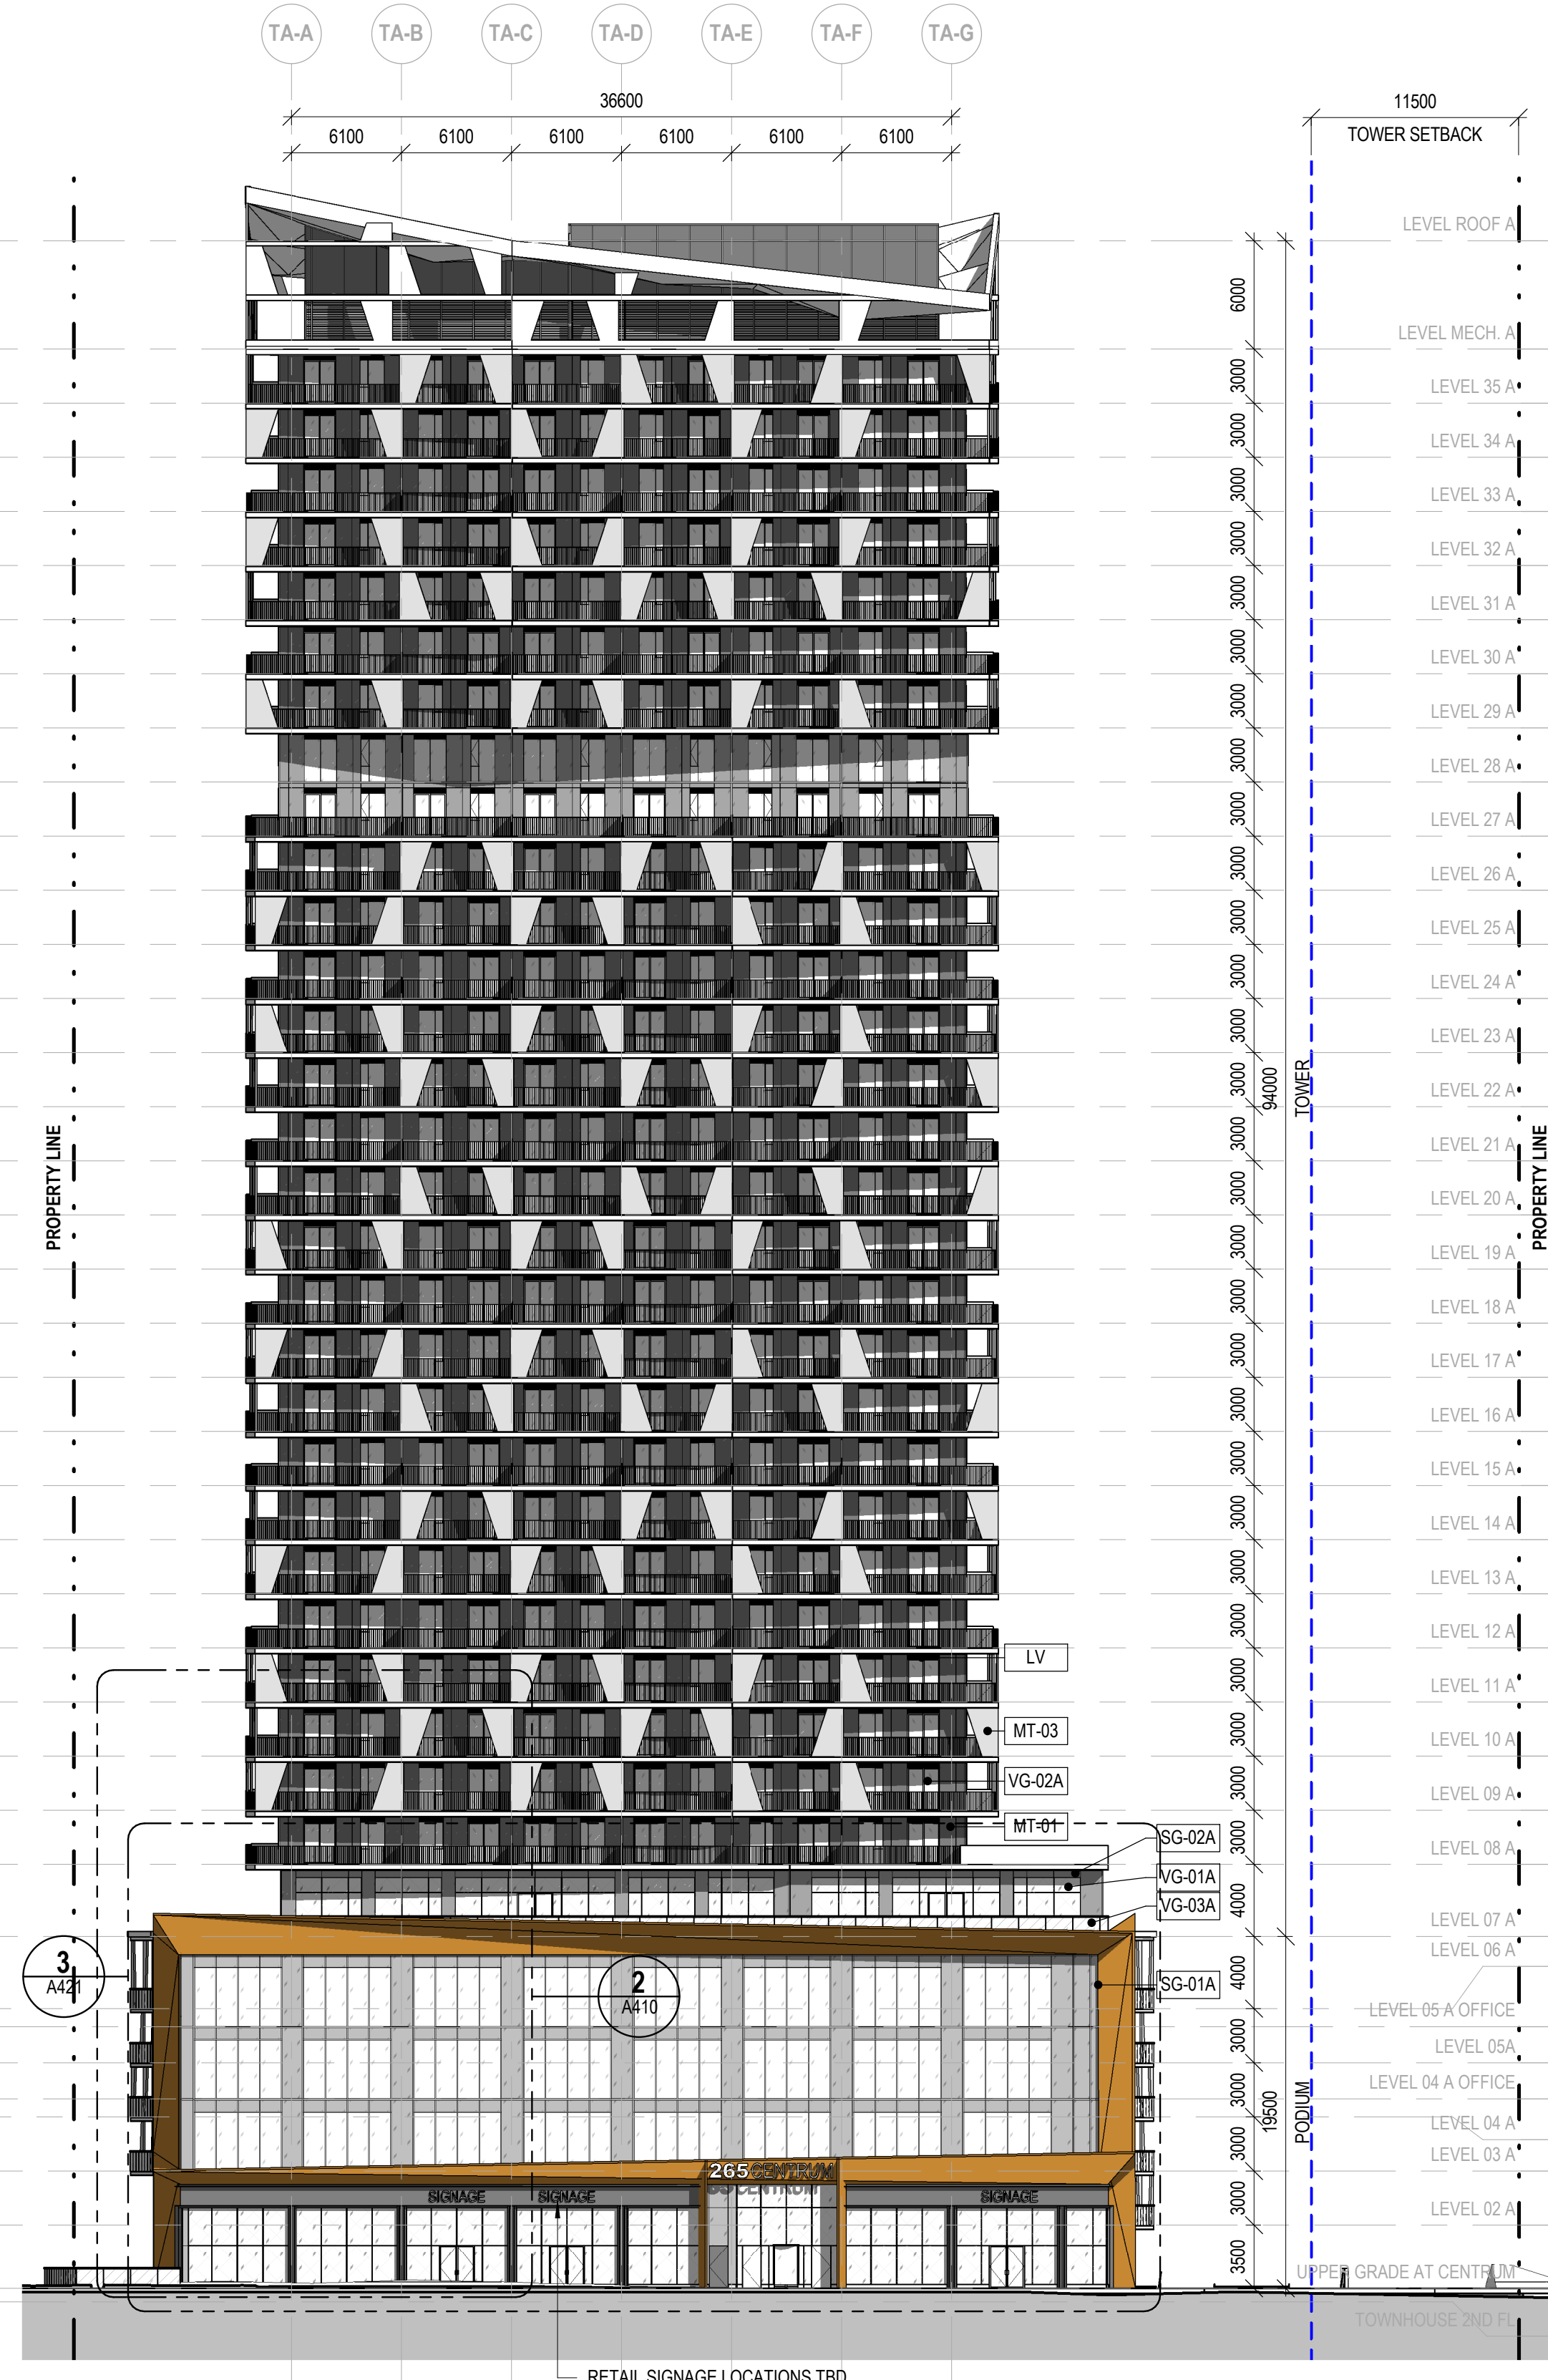 TA-A TA-B TA-C TA-D TA-E TA-F TA-G
36600
6100 6100 6100 6100 6100 6100
11500
TOWER SETBACK
LEVEL ROOF A
6000
LEVEL MECH. A
3000
LEVEL 35 A
3000
LEVEL 34 A
3000
LEVEL 33 A
3000
LEVEL 32 A
3000
LEVEL 31 A
3000
LEVEL 30 A
3000
LEVEL 29 A
3000
LEVEL 28 A
3000
LEVEL 27 A
3000
LEVEL 26 A
3000
LEVEL 25 A
3000
LEVEL 24 A
3000
LEVEL 23 A
3000
94000
TOWER
LEVEL 22 A
3000
LEVEL 21 A
PROPERTY LINE
PROPERTY LINE
3000
LEVEL 20 A
3000
LEVEL 19 A
3000
LEVEL 18 A
3000
LEVEL 17 A
3000
LEVEL 16 A
3000
LEVEL 15 A
3000
LEVEL 14 A
3000
LEVEL 13 A
3000
LEVEL 12 A
LV
3000
LEVEL 11 A
MT-03
3000
LEVEL 10 A
VG-02A
3000
LEVEL 09 A
MT-01
SG-02A
3000
LEVEL 08 A
VG-01A
VG-03A
4000
LEVEL 07 A
LEVEL 06 A
3
A421
2
A410
SG-01A
4000
LEVEL 05 A OFFICE
3000
LEVEL 05A
LEVEL 04 A OFFICE
3000
19500
PODIUM
LEVEL 04 A
3000
LEVEL 03 A
265 CENTRUM
SIGNAGE SIGNAGE SIGNAGE
3000
LEVEL 02 A
3500
UPPER GRADE AT CENTRUM
TOWNHOUSE 2ND FL
RETAIL SIGNAGE LOCATIONS TBD